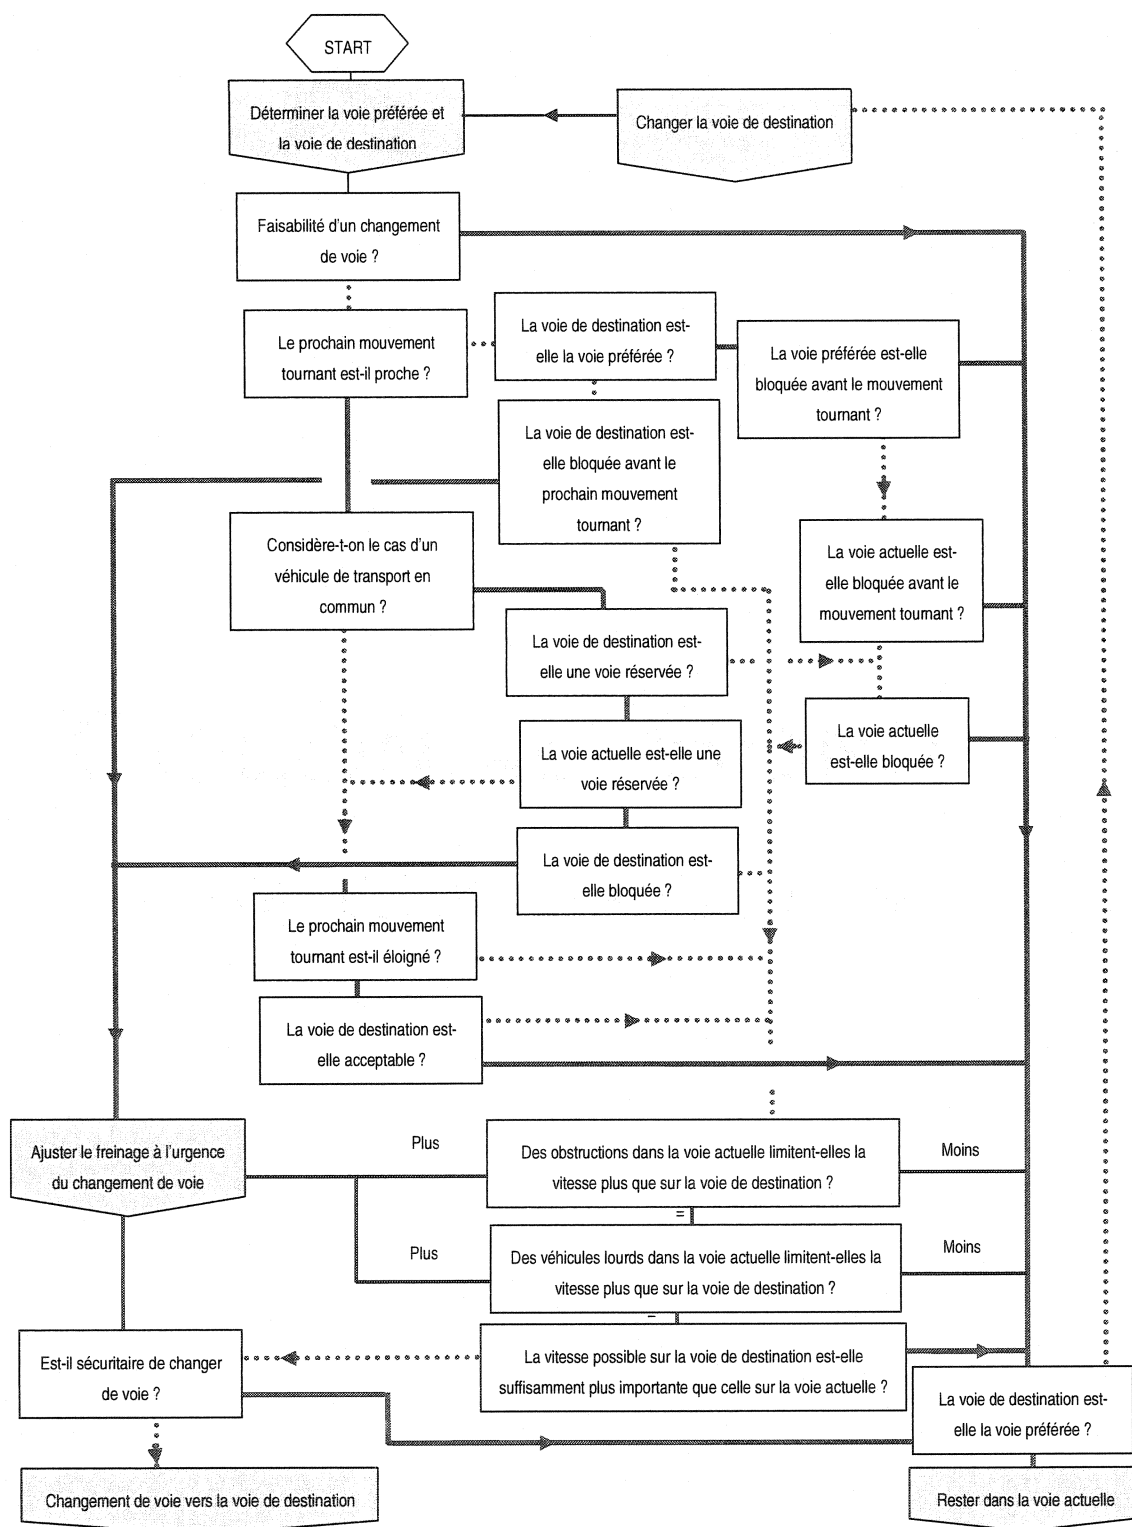 START
Déterminer la voie préférée et
la voie de destination
Changer la voie de destination
Faisabilité d'un changement
de voie ?
Le prochain mouvement
tournant est-il proche ?
La voie de destination est-
elle la voie préférée ?
La voie préférée est-elle
bloquée avant le mouvement
tournant ?
La voie de destination est-
elle bloquée avant le
prochain mouvement
tournant ?
Considère-t-on le cas d'un
véhicule de transport en
commun ?
La voie actuelle est-
elle bloquée avant le
mouvement tournant ?
La voie de destination est-
elle une voie réservée ?
La voie actuelle
est-elle bloquée ?
La voie actuelle est-elle une
voie réservée ?
La voie de destination est-
elle bloquée ?
Le prochain mouvement
tournant est-il éloigné ?
La voie de destination est-
elle acceptable ?
Ajuster le freinage à l'urgence
du changement de voie
Plus
Des obstructions dans la voie actuelle limitent-elles la
vitesse plus que sur la voie de destination ?
Moins
=
Plus
Des véhicules lourds dans la voie actuelle limitent-elles la
vitesse plus que sur la voie de destination ?
Moins
Est-il sécuritaire de changer
de voie ?
La vitesse possible sur la voie de destination est-elle
suffisamment plus importante que celle sur la voie actuelle ?
La voie de destination est-
elle la voie préférée ?
Changement de voie vers la voie de destination
Rester dans la voie actuelle